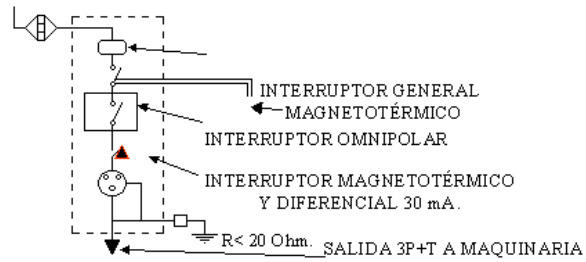 INTERRUPTOR GENERAL
MAGNETOTÉRMICO
INTERRUPTOR OMNIPOLAR
INTERRUPTOR MAGNETOTÉRMICO
Y DIFERENCIAL 30 mA.
R< 20 Ohm.
SALIDA 3P+T A MAQUINARIA